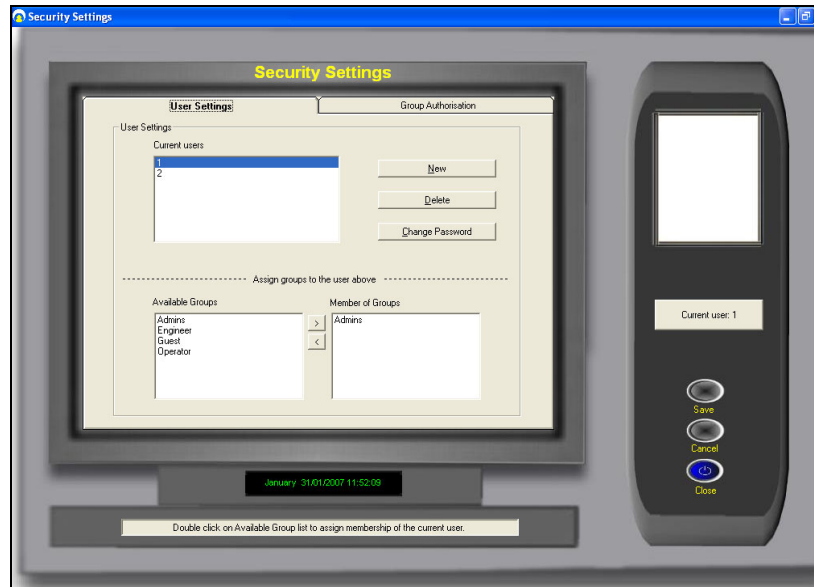 Security Settings
Security Settings
User Settings
Group Authorisation
User Settings
Current users
1
2
New
Delete
Change Password
Assign groups to the user above
Available Groups
Member of Groups
Admins
Engineer
Guest
Operator
>
<
Admins
Current user: 1
Save
Cancel
Close
January 31/01/2007 11:52:09
Double click on Available Group list to assign membership of the current user.